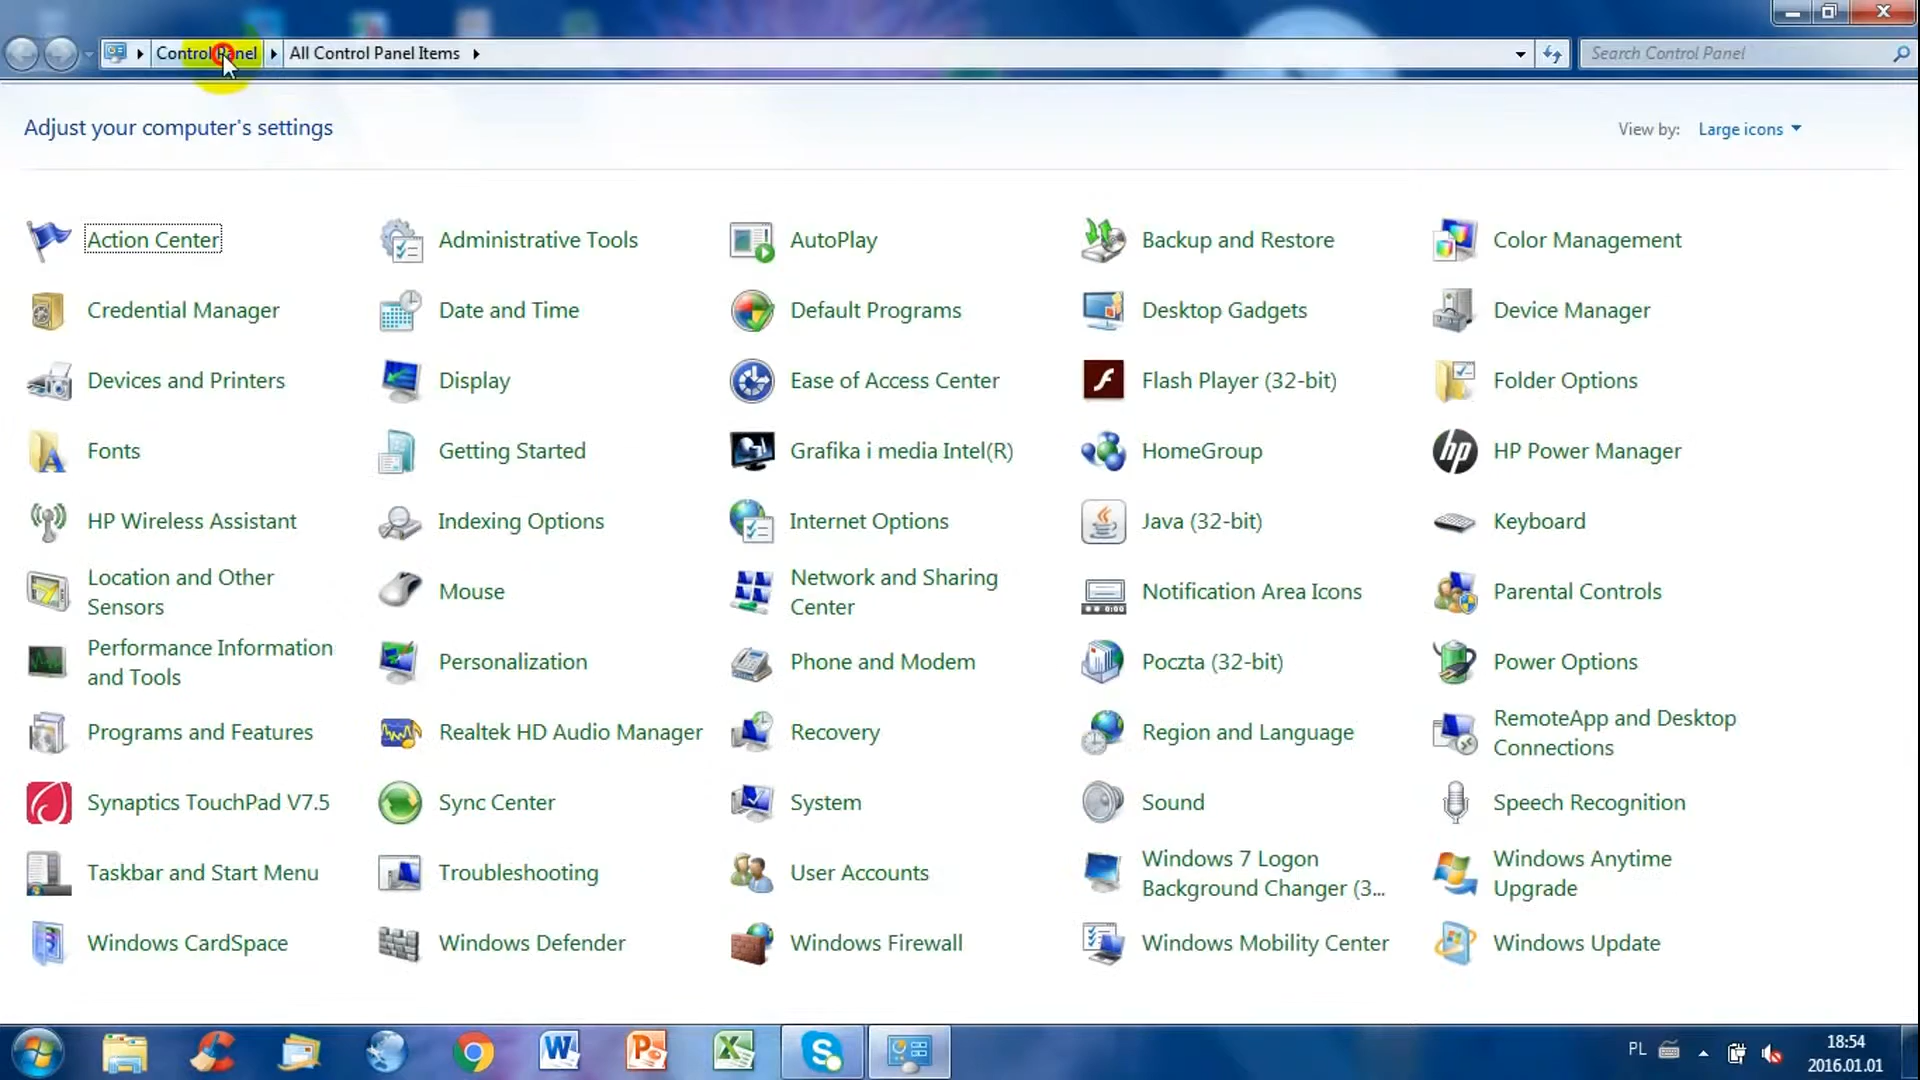 Control Panel
All Control Panel Items
Search Control Panel
Adjust your computer's settings
View by: Large icons
Action Center
Administrative Tools
AutoPlay
Backup and Restore
Color Management
Credential Manager
Date and Time
Default Programs
Desktop Gadgets
Device Manager
Devices and Printers
Display
Ease of Access Center
Flash Player (32-bit)
Folder Options
Fonts
Getting Started
Grafika i media Intel(R)
HomeGroup
HP Power Manager
HP Wireless Assistant
Indexing Options
Internet Options
Java (32-bit)
Keyboard
Location and Other
Sensors
Mouse
Network and Sharing
Center
Notification Area Icons
Parental Controls
Performance Information
and Tools
Personalization
Phone and Modem
Poczta (32-bit)
Power Options
Programs and Features
Realtek HD Audio Manager
Recovery
Region and Language
RemoteApp and Desktop
Connections
Synaptics TouchPad V7.5
Sync Center
System
Sound
Speech Recognition
Taskbar and Start Menu
Troubleshooting
User Accounts
Windows 7 Logon
Background Changer (3...
Windows Anytime
Upgrade
Windows CardSpace
Windows Defender
Windows Firewall
Windows Mobility Center
Windows Update
PL
18:54
2016.01.01